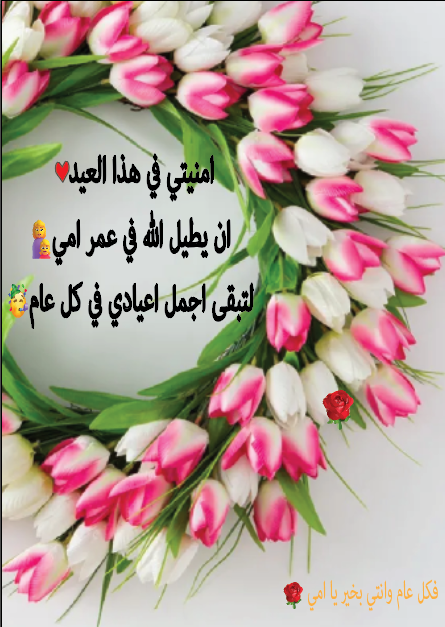 امنيتي في هذا العيد♥
ان يطيل الله في عمر امي👩‍👧
لتبقى اجمل اعيادي في كل عام🥳
فكل عام وانتي بخير يا امي🌹